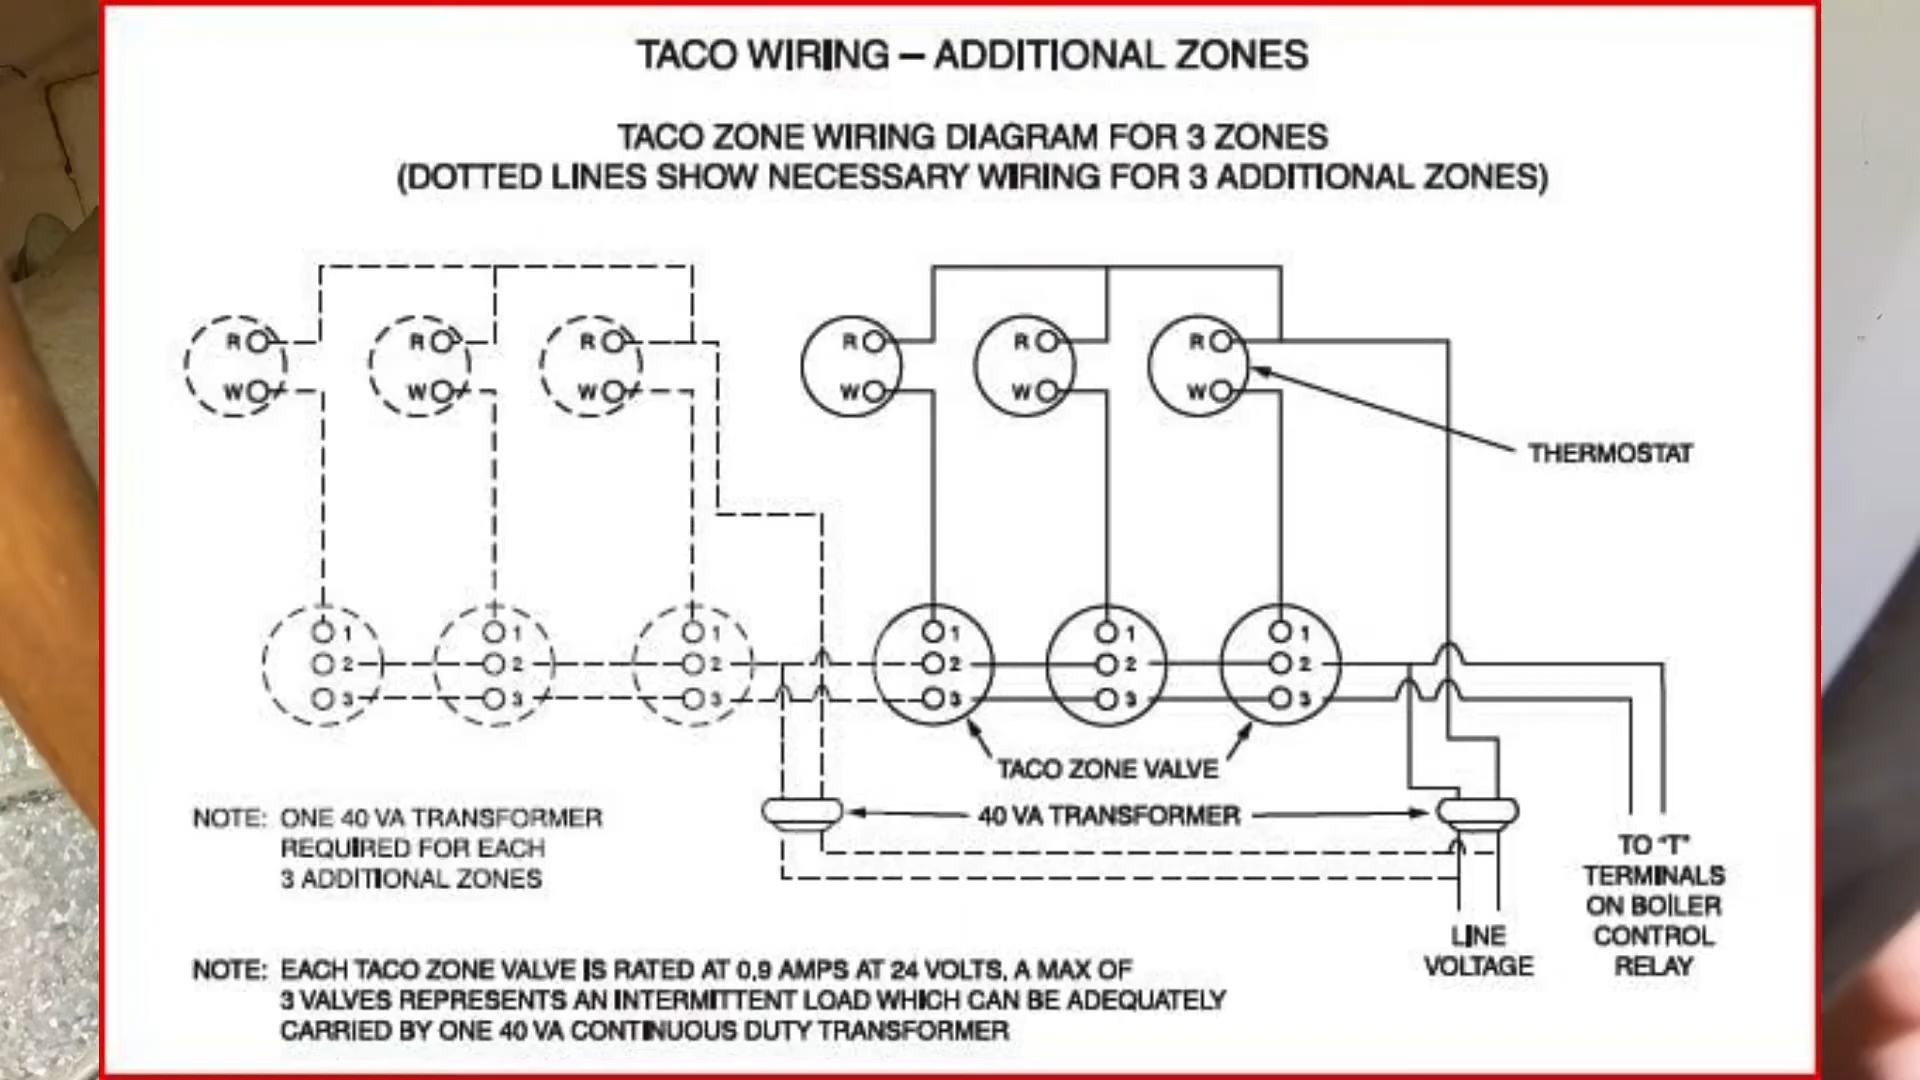 TACO WIRING – ADDITIONAL ZONES
TACO ZONE WIRING DIAGRAM FOR 3 ZONES
(DOTTED LINES SHOW NECESSARY WIRING FOR 3 ADDITIONAL ZONES)
R R R R R R
W W W W W W
THERMOSTAT
1 1 1 1 1 1
2 2 2 2 2 2
3 3 3 3 3 3
TACO ZONE VALVE
40 VA TRANSFORMER
NOTE: ONE 40 VA TRANSFORMER
REQUIRED FOR EACH
3 ADDITIONAL ZONES
TO "T"
TERMINALS
ON BOILER
CONTROL
RELAY
LINE
VOLTAGE
NOTE: EACH TACO ZONE VALVE IS RATED AT 0.9 AMPS AT 24 VOLTS. A MAX OF
3 VALVES REPRESENTS AN INTERMITTENT LOAD WHICH CAN BE ADEQUATELY
CARRIED BY ONE 40 VA CONTINUOUS DUTY TRANSFORMER